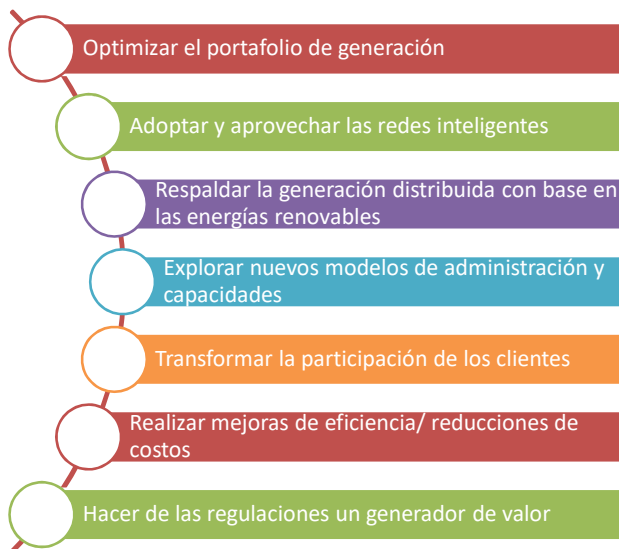 Optimizar el portafolio de generación
Adoptar y aprovechar las redes inteligentes
Respaldar la generación distribuida con base en
las energías renovables
Explorar nuevos modelos de administración y
capacidades
Transformar la participación de los clientes
Realizar mejoras de eficiencia/ reducciones de
costos
Hacer de las regulaciones un generador de valor